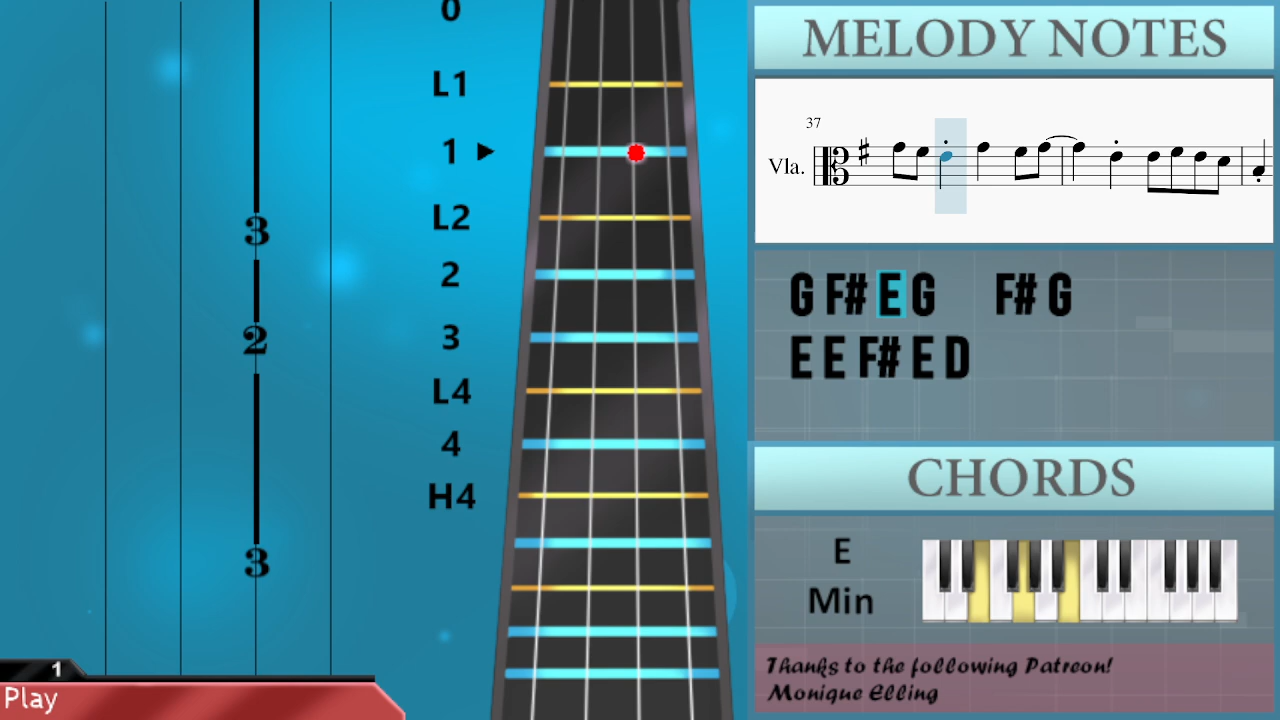 3
2
3
1
Play
0
L1
1
L2
2
3
L4
4
H4
MELODY NOTES
37
Vla.
G F# E G F# G
E E F# E D
CHORDS
E
Min
Thanks to the following Patreon!
Monique Elling